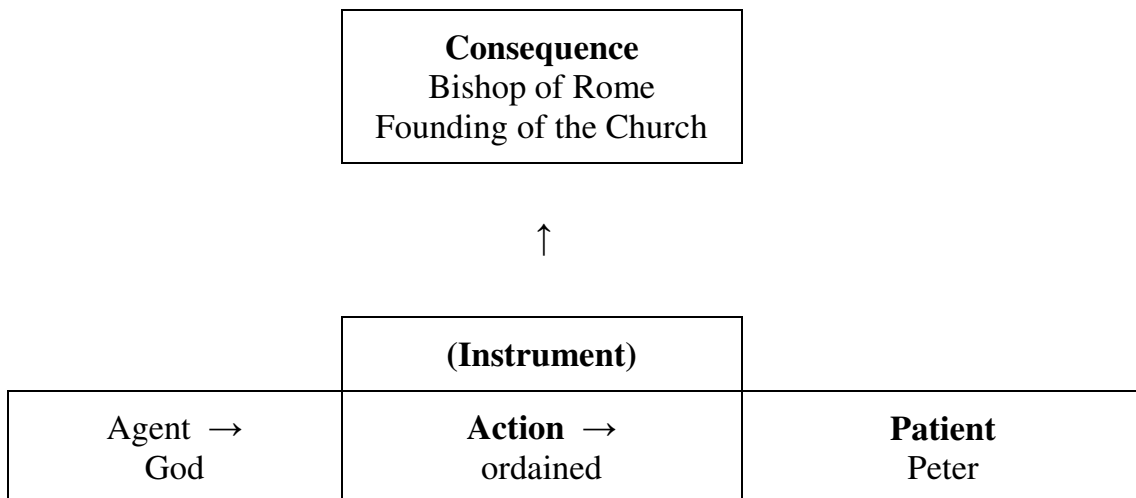 Consequence
Bishop of Rome
Founding of the Church
↑
(Instrument)
Agent →
God
Action →
ordained
Patient
Peter